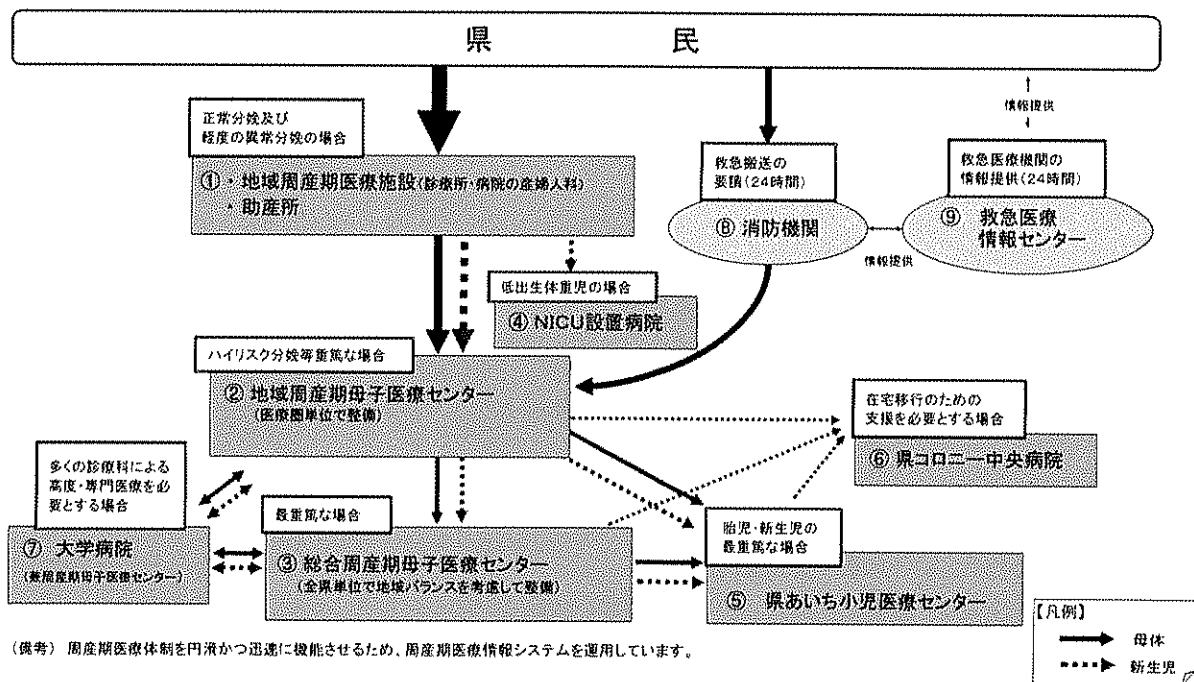 県 民
正常分娩及び
軽度の異常分娩の場合
①・地域周産期医療施設(診療所・病院の産婦人科)
・助産所
救急搬送の
要請(24時間)
⑧ 消防機関
情報提供
救急医療機関の
情報提供(24時間)
⑨ 救急医療
情報センター
情報提供
低出生体重児の場合
④ NICU設置病院
ハイリスク分娩等重篤な場合
② 地域周産期母子医療センター
(医療圏単位で整備)
在宅移行のための
支援を必要とする場合
⑥ 県コロニー中央病院
多くの診療科による
高度・専門医療を必
要とする場合
⑦ 大学病院
(兼周産期母子医療センター)
最重篤な場合
③ 総合周産期母子医療センター
(全県単位で地域バランスを考慮して整備)
胎児・新生児の
最重篤な場合
⑤ 県あいち小児医療センター
【凡例】
母体
新生児
(備考) 周産期医療体制を円滑かつ迅速に機能させるため、周産期医療情報システムを運用しています。